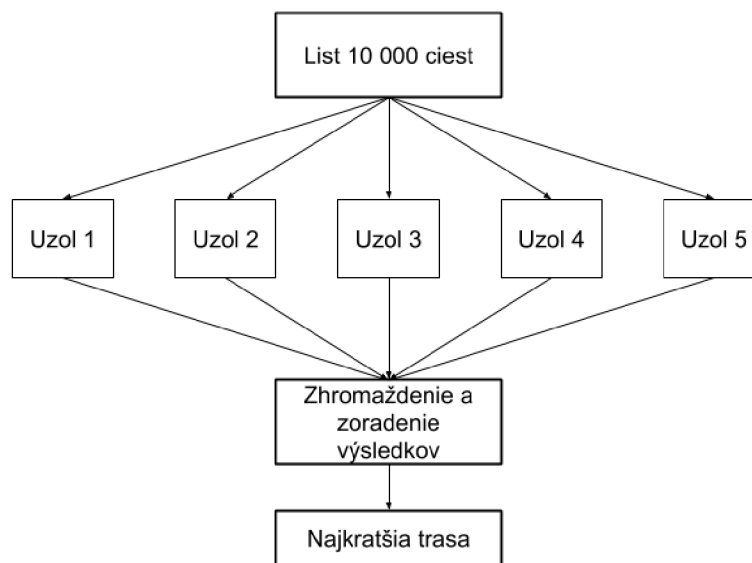 List 10 000 ciest
Uzol 1
Uzol 2
Uzol 3
Uzol 4
Uzol 5
Zhromaždenie a
zoradenie
výsledkov
Najkratšia trasa